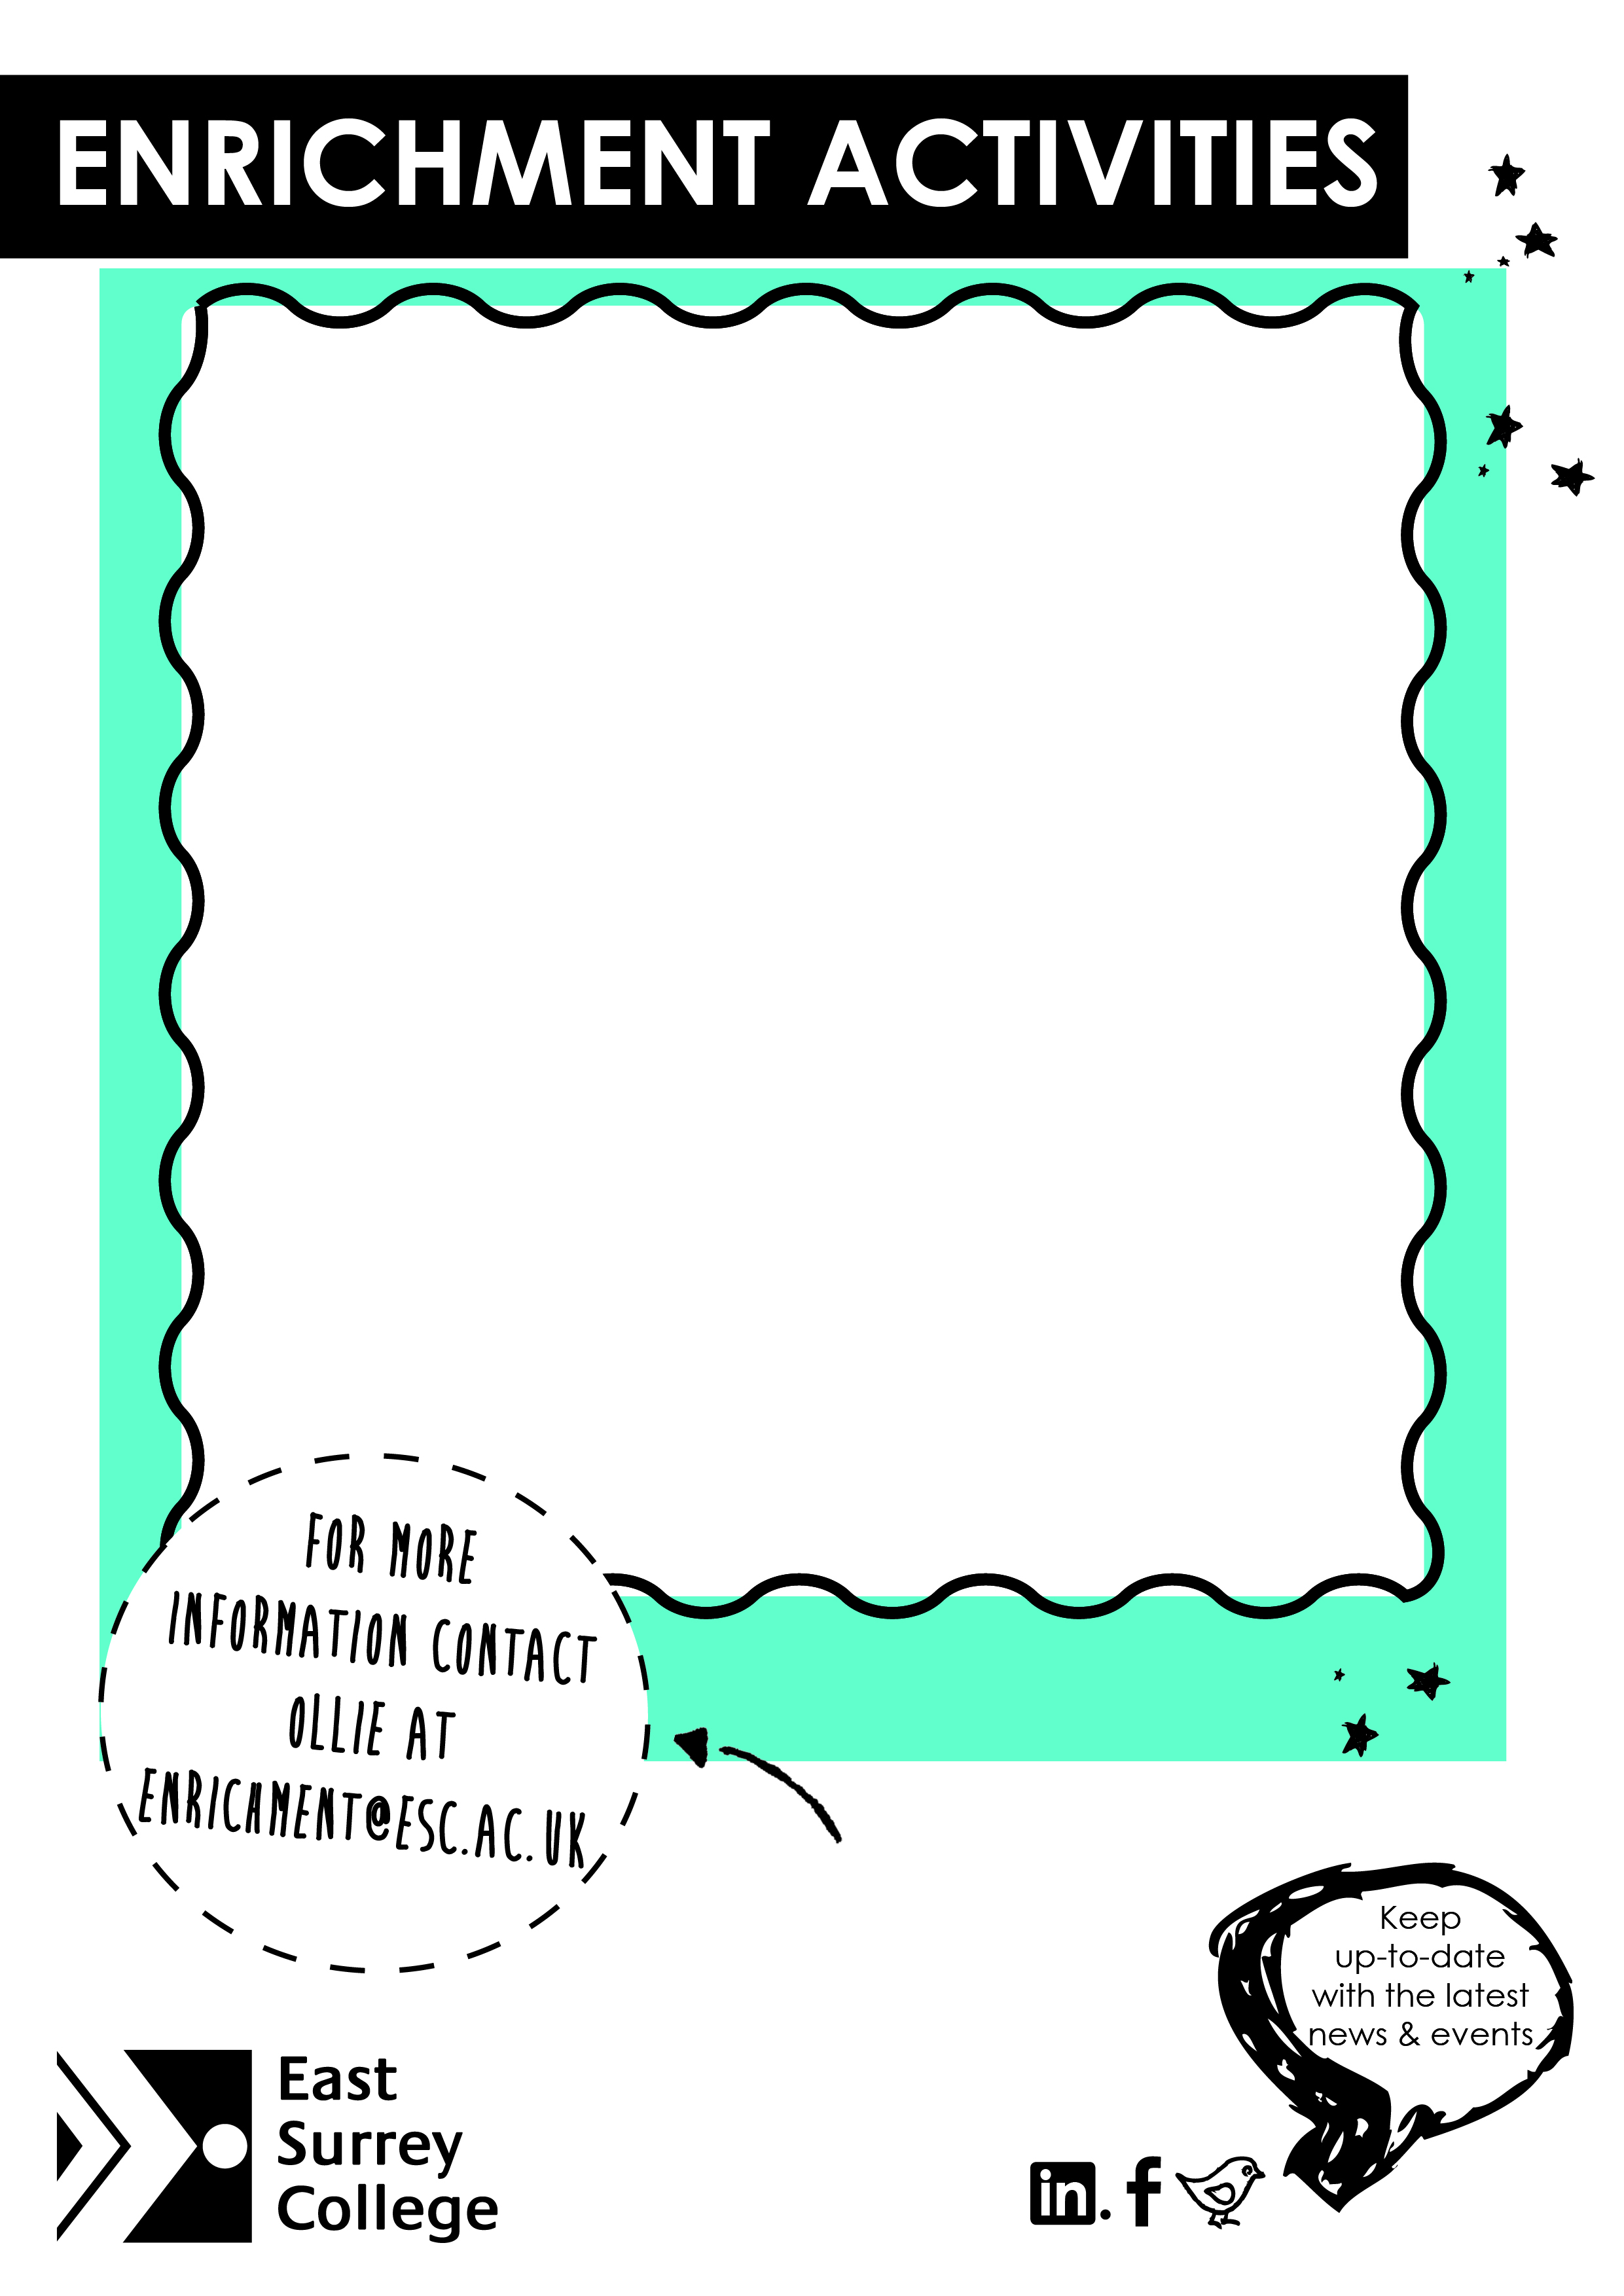 ENRICHMENT ACTIVITIES
FOR MORE
INFORMATION CONTACT
OLLIE AT
ENRICHMENT@ESC.AC.UK
Keep
up-to-date
with the latest
news & events
East
Surrey
College
in. f